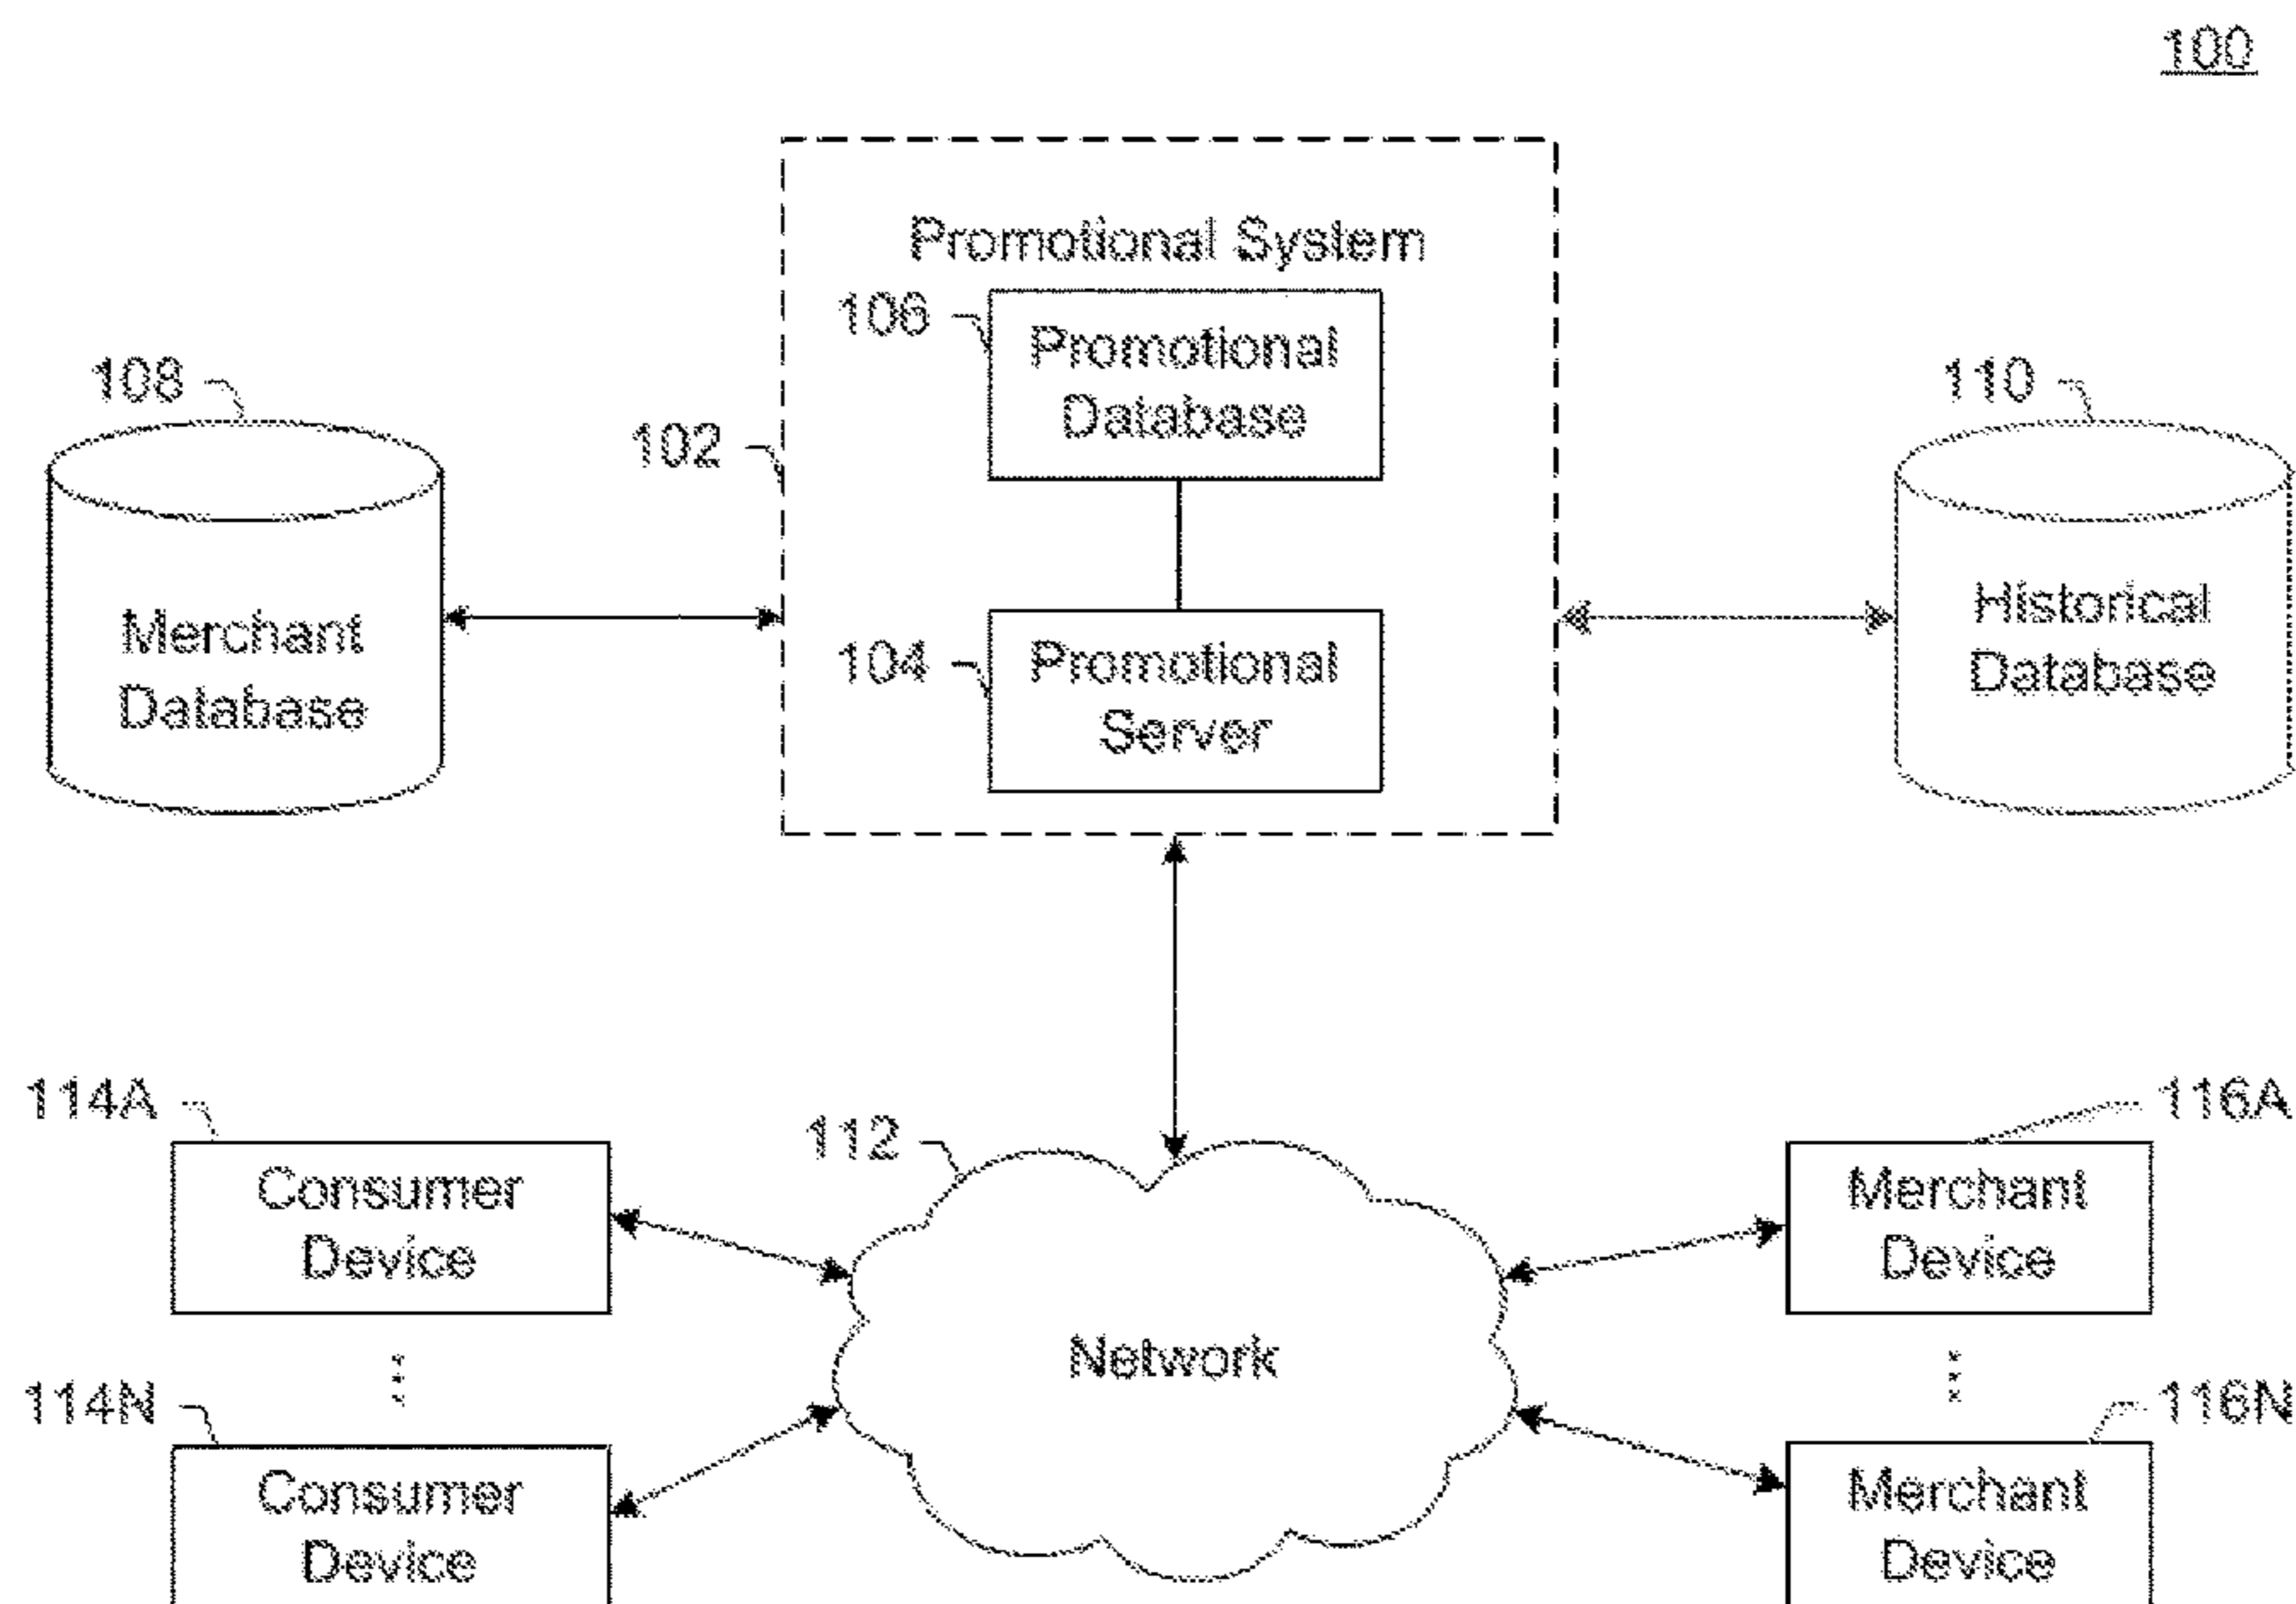 100
Promotional System
106
Promotional
Database
108
110
102
Merchant
Database
104
Promotional
Server
Historical
Database
114A
112
116A
Consumer
Device
Merchant
Device
Network
114N
116N
Consumer
Device
Merchant
Device